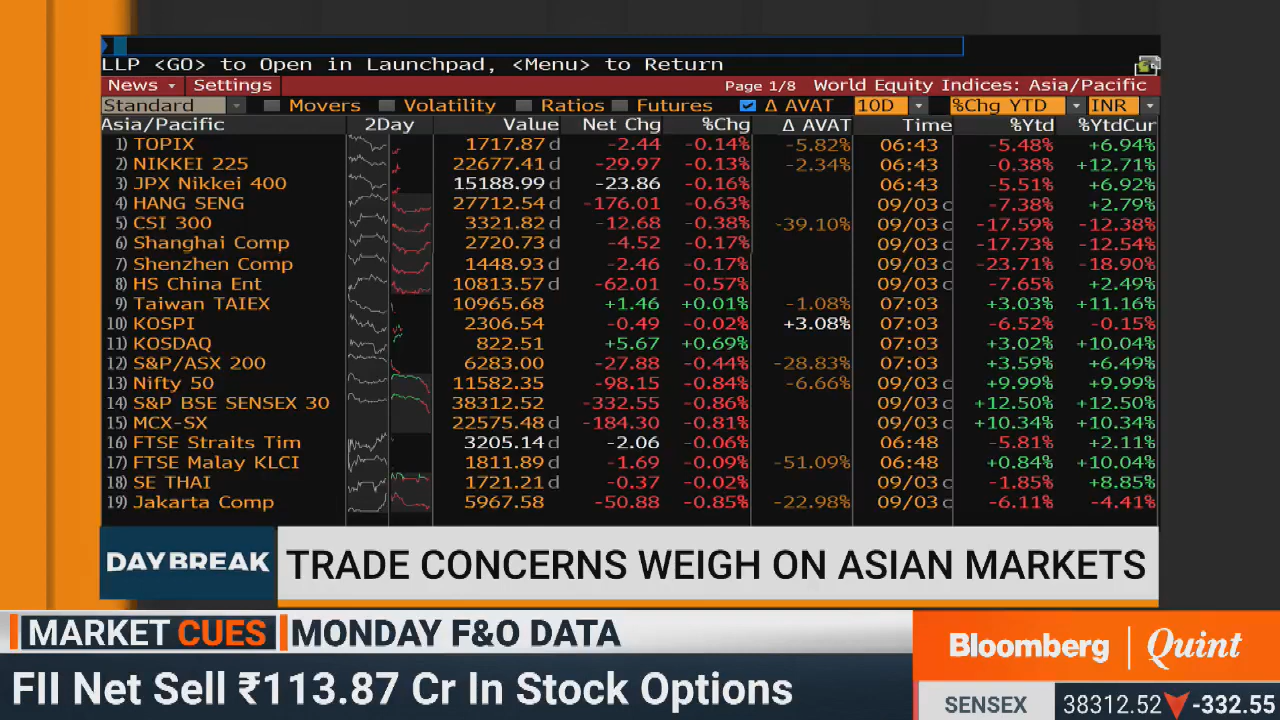 LLP <GO> to Open in Launchpad, <Menu> to Return
News Settings Page 1/8 World Equity Indices: Asia/Pacific
Standard Movers Volatility Ratios Futures Δ AVAT 10D %Chg YTD INR
Asia/Pacific 2Day Value Net Chg %Chg Δ AVAT Time %Ytd %YtdCur
1) TOPIX 1717.87 d -2.44 -0.14% -5.82% 06:43 -5.48% +6.94%
2) NIKKEI 225 22677.41 d -29.97 -0.13% -2.34% 06:43 -0.38% +12.71%
3) JPX Nikkei 400 15188.99 d -23.86 -0.16% 06:43 -5.51% +6.92%
4) HANG SENG 27712.54 d -176.01 -0.63% 09/03 c -7.38% +2.79%
5) CSI 300 3321.82 d -12.68 -0.38% -39.10% 09/03 c -17.59% -12.38%
6) Shanghai Comp 2720.73 d -4.52 -0.17% 09/03 c -17.73% -12.54%
7) Shenzhen Comp 1448.93 d -2.46 -0.17% 09/03 c -23.71% -18.90%
8) HS China Ent 10813.57 d -62.01 -0.57% 09/03 c -7.65% +2.49%
9) Taiwan TAIEX 10965.68 +1.46 +0.01% -1.08% 07:03 +3.03% +11.16%
10) KOSPI 2306.54 -0.49 -0.02% +3.08% 07:03 -6.52% -0.15%
11) KOSDAQ 822.51 +5.67 +0.69% 07:03 +3.02% +10.04%
12) S&P/ASX 200 6283.00 -27.88 -0.44% -28.83% 07:03 +3.59% +6.49%
13) Nifty 50 11582.35 -98.15 -0.84% -6.66% 09/03 c +9.99% +9.99%
14) S&P BSE SENSEX 30 38312.52 -332.55 -0.86% 09/03 c +12.50% +12.50%
15) MCX-SX 22575.48 d -184.30 -0.81% 09/03 c +10.34% +10.34%
16) FTSE Straits Tim 3205.14 d -2.06 -0.06% 06:48 -5.81% +2.11%
17) FTSE Malay KLCI 1811.89 d -1.69 -0.09% -51.09% 06:48 +0.84% +10.04%
18) SE THAI 1721.21 d -0.37 -0.02% 09/03 c -1.85% +8.85%
19) Jakarta Comp 5967.58 -50.88 -0.85% -22.98% 09/03 c -6.11% -4.41%
DAYBREAK TRADE CONCERNS WEIGH ON ASIAN MARKETS
MARKET CUES MONDAY F&O DATA
Bloomberg Quint
FII Net Sell ₹113.87 Cr In Stock Options
SENSEX 38312.52 -332.55